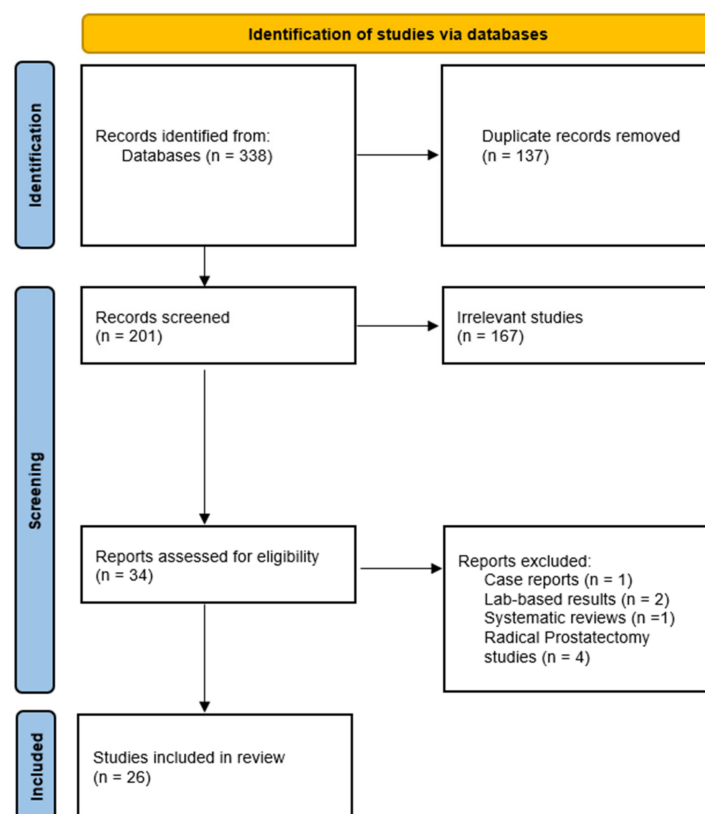 Identification of studies via databases
Identification
Records identified from:
Databases (n = 338)
Duplicate records removed
(n = 137)
Screening
Records screened
(n = 201)
Irrelevant studies
(n = 167)
Reports assessed for eligibility
(n = 34)
Reports excluded:
Case reports (n = 1)
Lab-based results (n = 2)
Systematic reviews (n =1)
Radical Prostatectomy
studies (n = 4)
Included
Studies included in review
(n = 26)